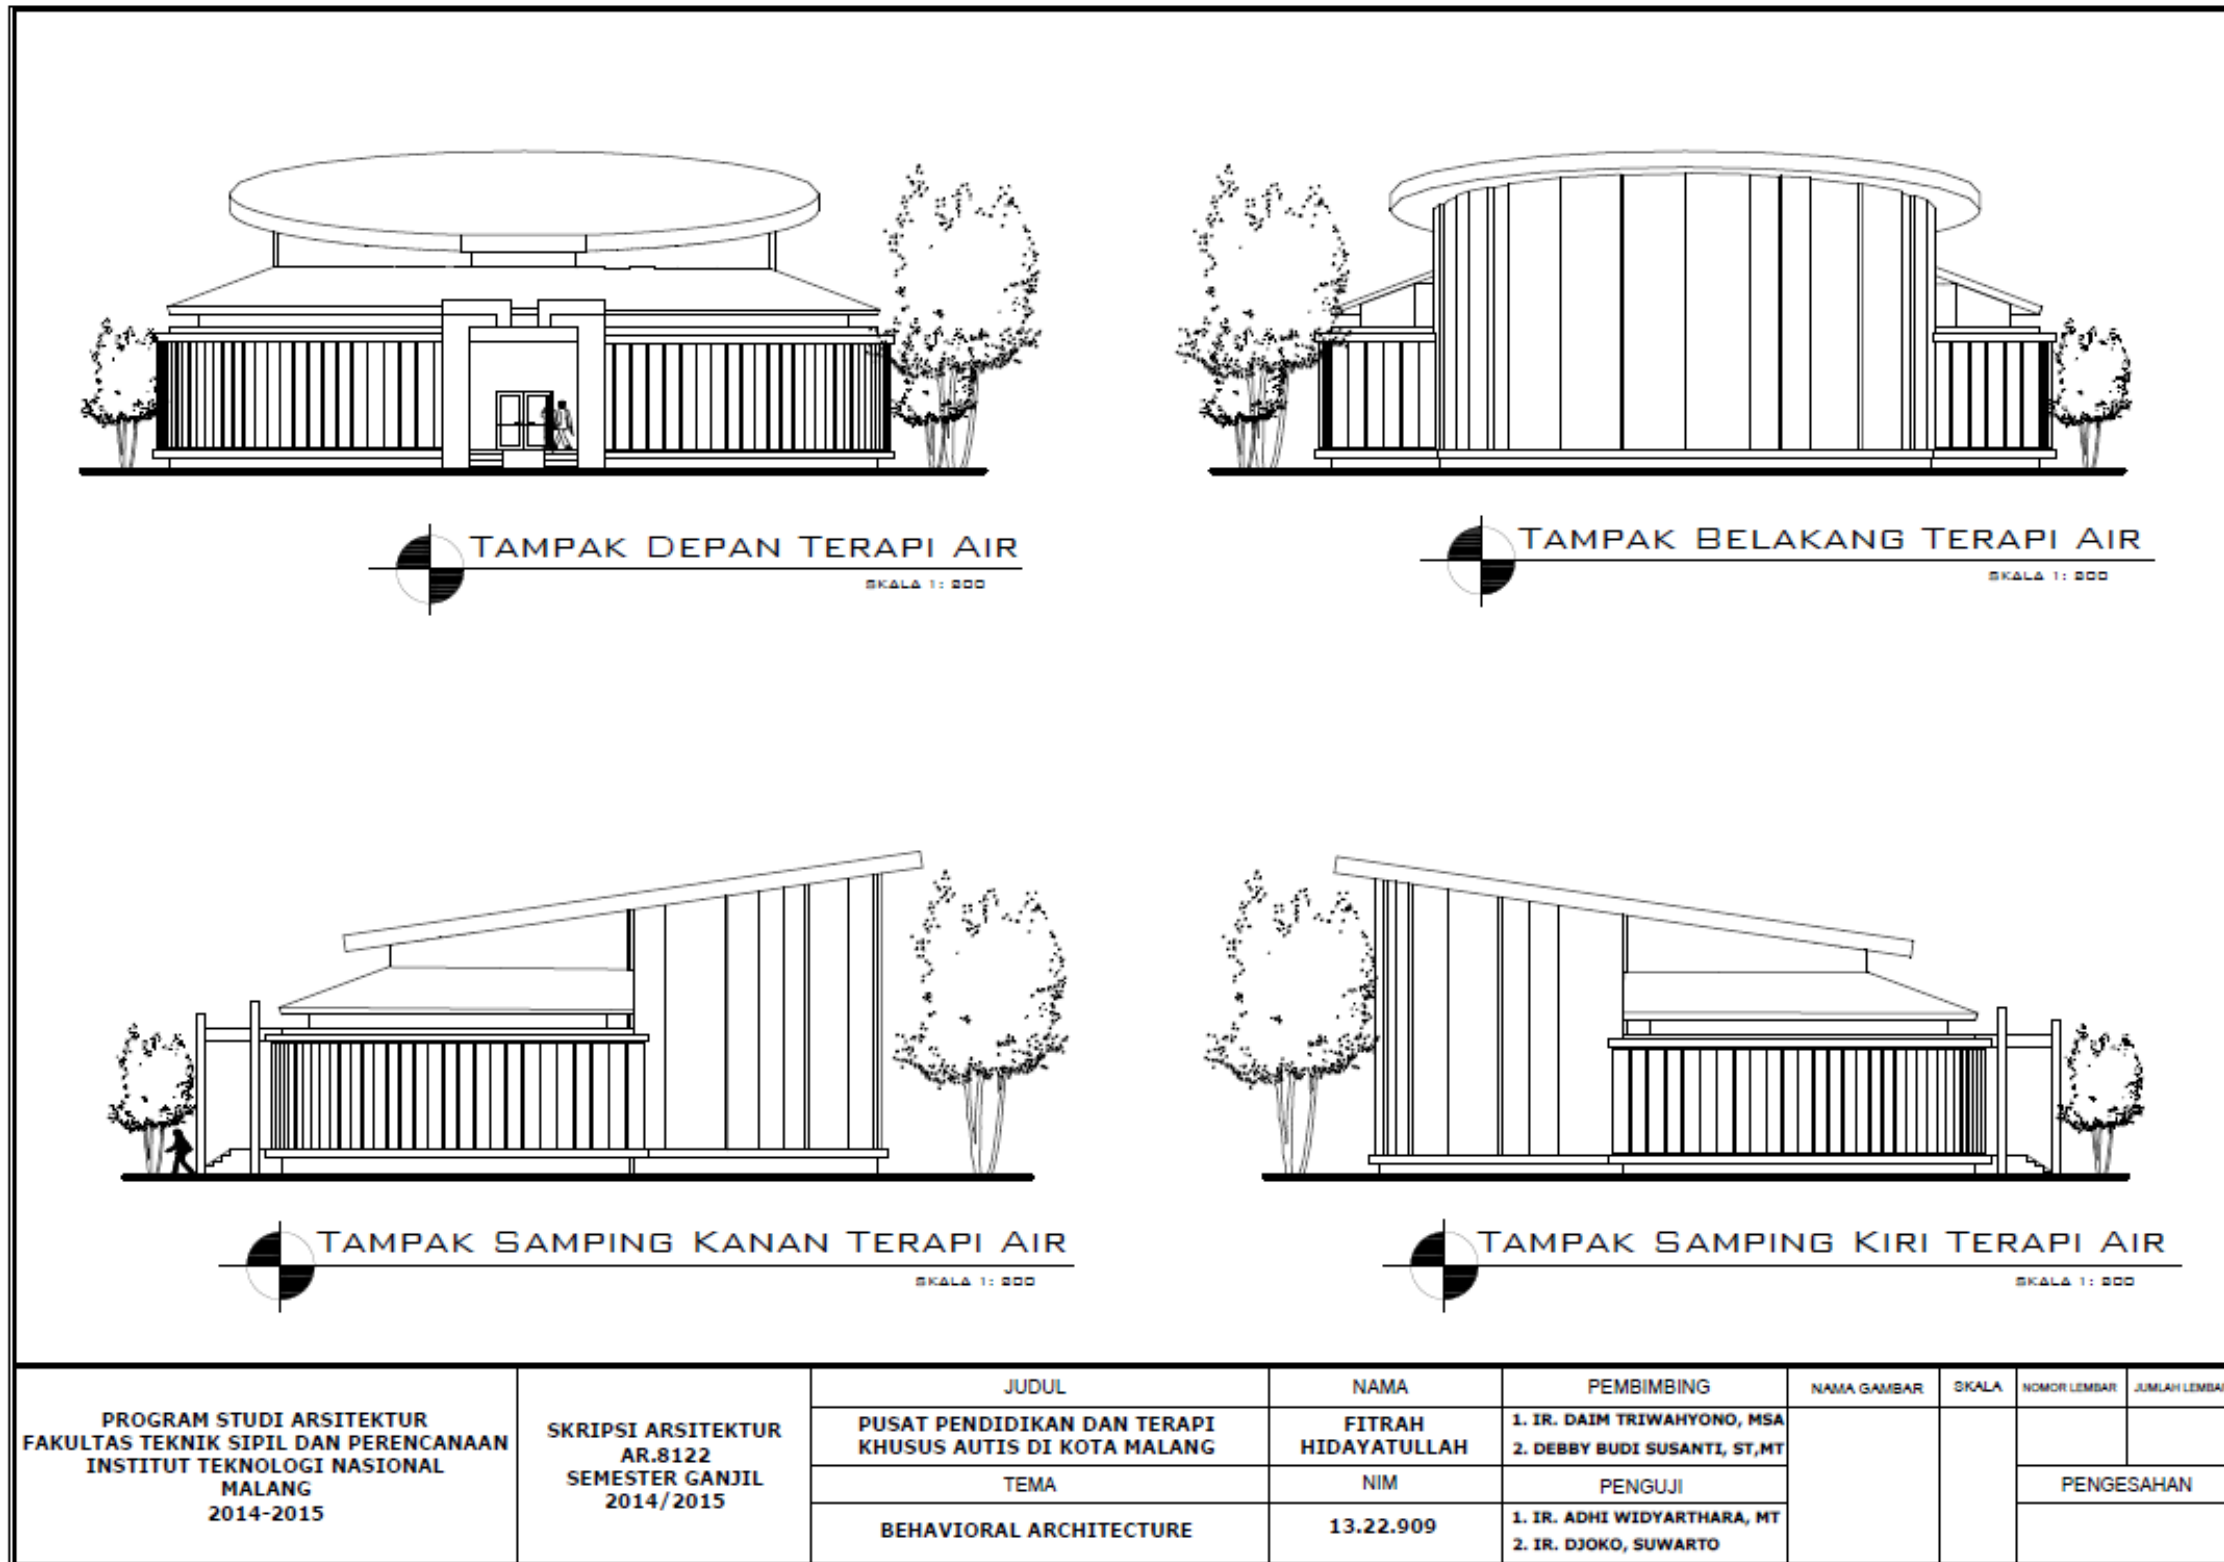 TAMPAK DEPAN TERAPI AIR
SKALA 1: 200
TAMPAK BELAKANG TERAPI AIR
SKALA 1: 200
TAMPAK SAMPING KANAN TERAPI AIR
SKALA 1: 200
TAMPAK SAMPING KIRI TERAPI AIR
SKALA 1: 200
PROGRAM STUDI ARSITEKTUR
FAKULTAS TEKNIK SIPIL DAN PERENCANAAN
INSTITUT TEKNOLOGI NASIONAL
MALANG
2014-2015
SKRIPSI ARSITEKTUR
AR.8122
SEMESTER GANJIL
2014/2015
JUDUL
PUSAT PENDIDIKAN DAN TERAPI
KHUSUS AUTIS DI KOTA MALANG
TEMA
BEHAVIORAL ARCHITECTURE
NAMA
FITRAH
HIDAYATULLAH
NIM
13.22.909
PEMBIMBING
1. IR. DAIM TRIWAHYONO, MSA
2. DEBBY BUDI SUSANTI, ST,MT
PENGUJI
1. IR. ADHI WIDYARTHARA, MT
2. IR. DJOKO, SUWARTO
NAMA GAMBAR
SKALA
NOMOR LEMBAR
JUMLAH LEMBAR
PENGESAHAN